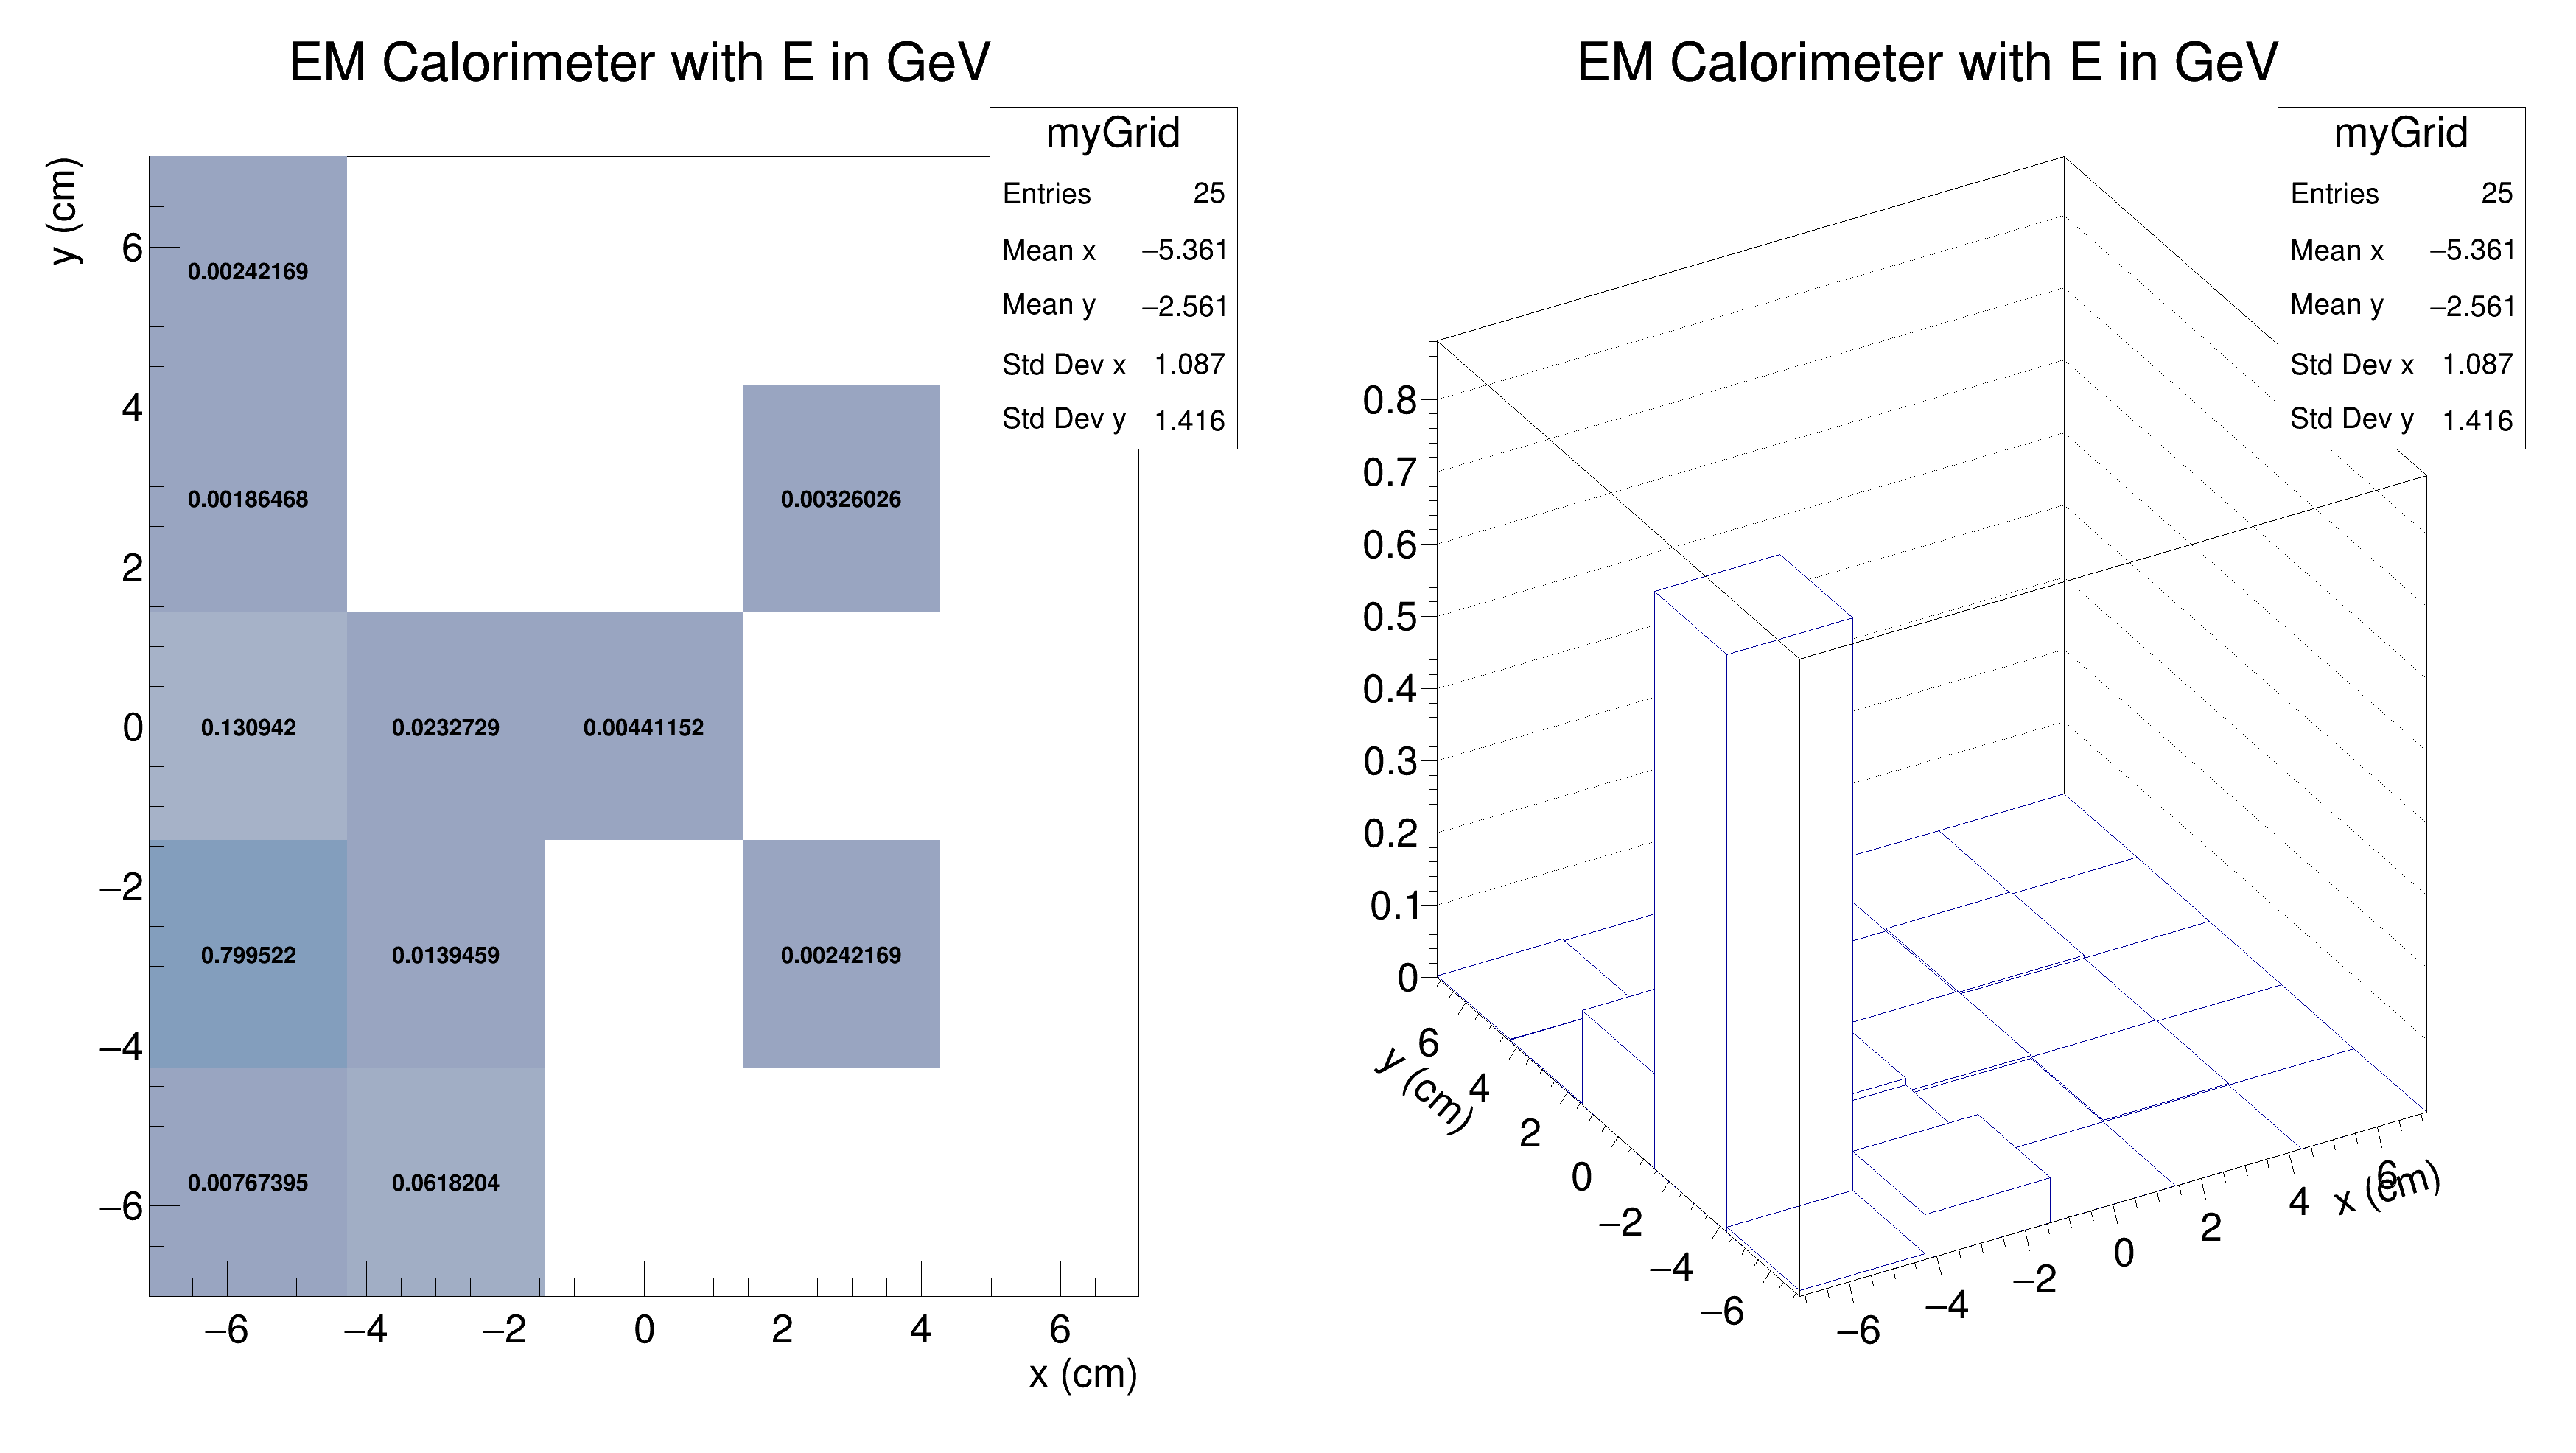 EM Calorimeter with E in GeV
myGrid
Entries 25
Mean x −5.361
Mean y −2.561
Std Dev x 1.087
Std Dev y 1.416
y (cm)
6
4
2
0
−2
−4
−6
0.00242169
0.00186468
0.00326026
0.130942
0.0232729
0.00441152
0.799522
0.0139459
0.00242169
0.00767395
0.0618204
−6 −4 −2 0 2 4 6
x (cm)
EM Calorimeter with E in GeV
myGrid
Entries 25
Mean x −5.361
Mean y −2.561
Std Dev x 1.087
Std Dev y 1.416
0.8
0.7
0.6
0.5
0.4
0.3
0.2
0.1
0
6
4
2
0
−2
−4
−6
y (cm)
−6
−4
−2
0
2
4
6
x (cm)